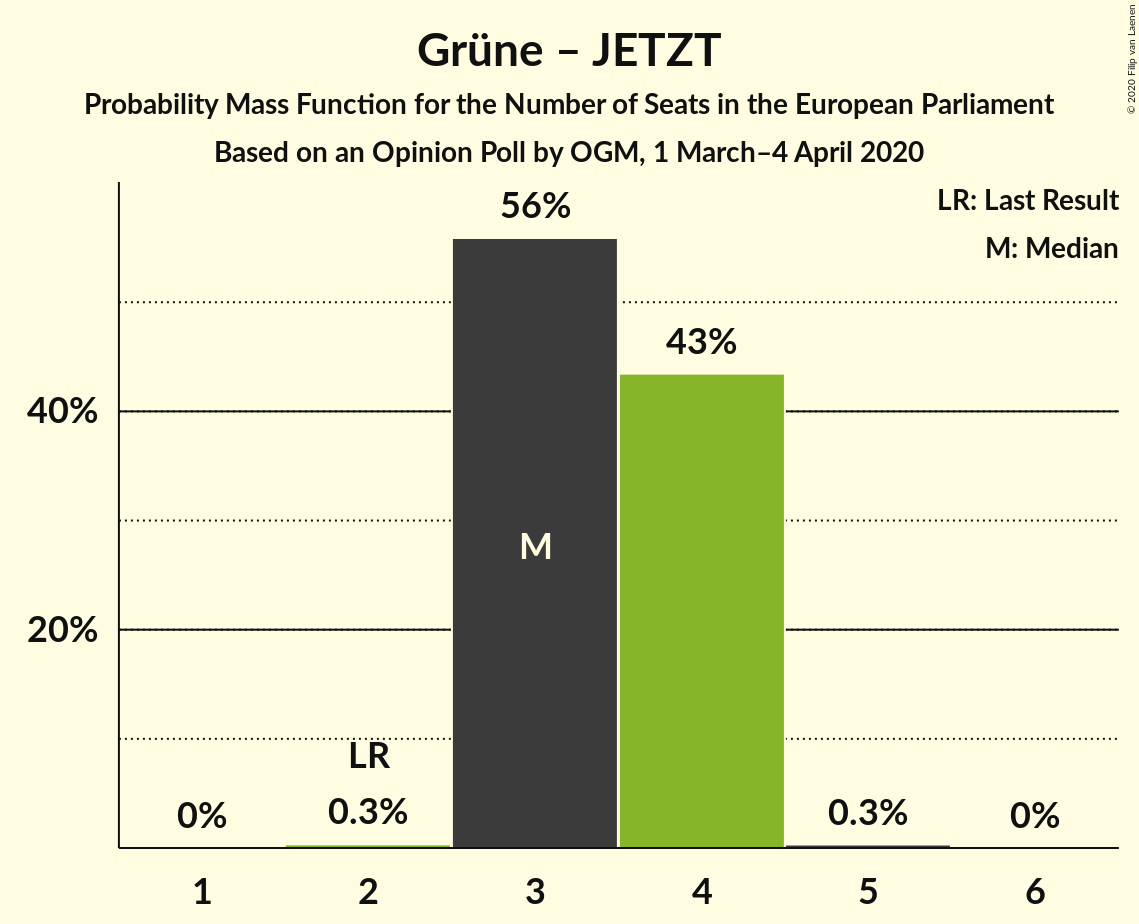 Grüne – JETZT
Probability Mass Function for the Number of Seats in the European Parliament
Based on an Opinion Poll by OGM, 1 March–4 April 2020
© 2020 Filip van Laenen
LR: Last Result
M: Median
56%
43%
40%
M
20%
LR
0%
0.3%
0.3%
0%
1
2
3
4
5
6